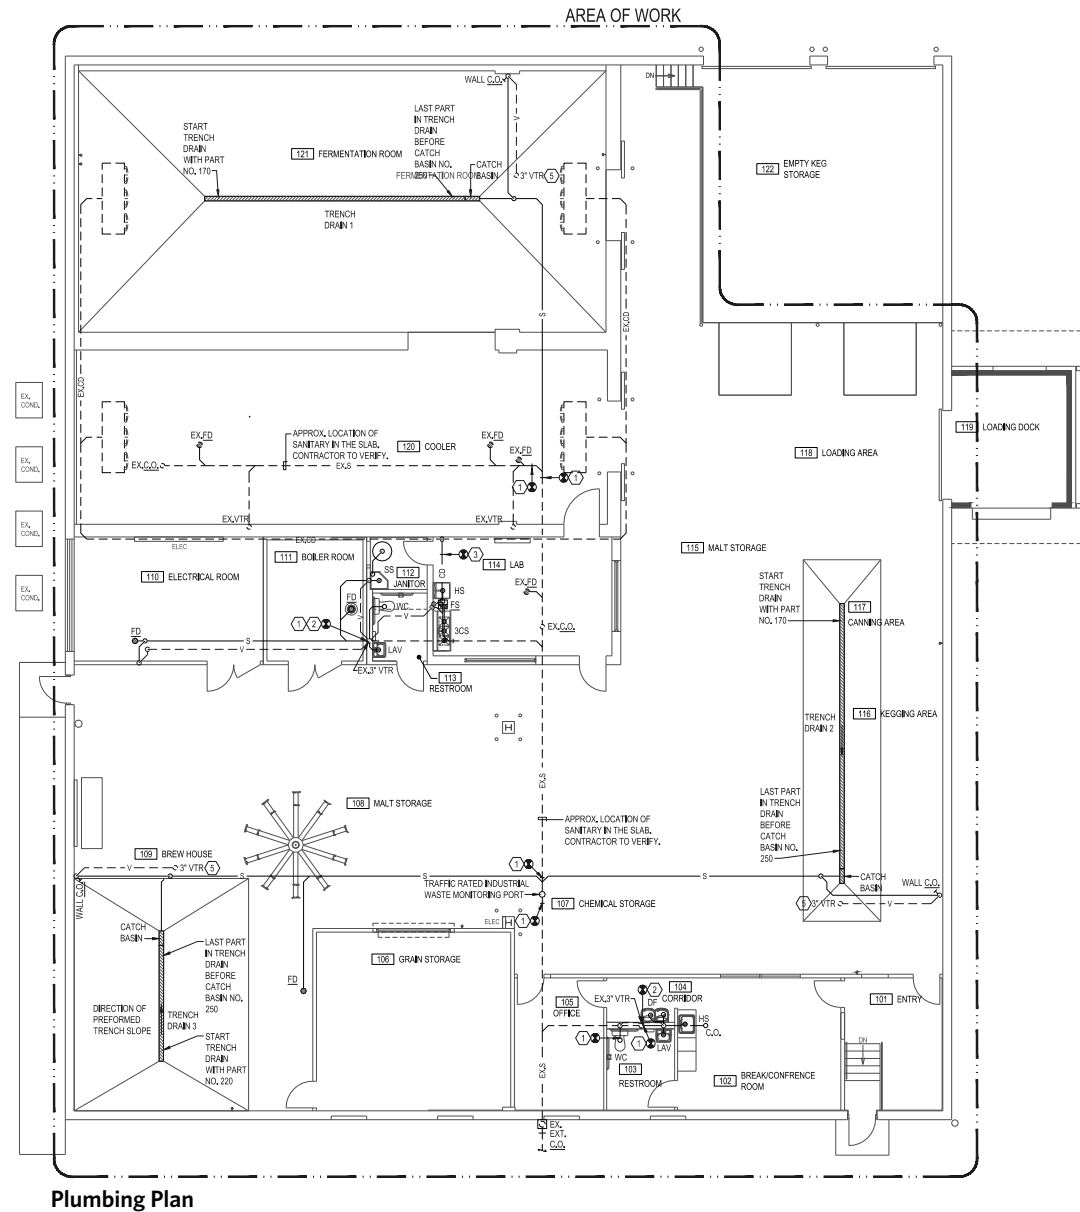 AREA OF WORK
WALL C.O.
DN
START
TRENCH
DRAIN
WITH PART
NO. 170
LAST PART
IN TRENCH
DRAIN
BEFORE
CATCH
BASIN NO.
250
121 FERMENTATION ROOM
FERMENTATION ROOM
CATCH
BASIN
V
3" VTR 5
122 EMPTY KEG
STORAGE
TRENCH
DRAIN 1
S
EX.CD
EX.CD
EX.
COND.
EX.
COND.
EX.
COND.
EX.
COND.
EX.FD
APPROX. LOCATION OF
SANITARY IN THE SLAB.
CONTRACTOR TO VERIFY.
120 COOLER
EX.FD
EX.FD
EX.C.O.
EX.S
1
1
119 LOADING DOCK
118 LOADING AREA
EX.VTR
EX.VTR
ELEC
EX.CD
111 BOILER ROOM
110 ELECTRICAL ROOM
SS
112
JANITOR
CD
3
114 LAB
115 MALT STORAGE
HS
EX.FD
FD
WC
FS
V
V
1 2
3CS
EX.C.O.
FD
S
V
LAV
EX.3" VTR
113
RESTROOM
START
TRENCH
DRAIN
WITH PART
NO. 170
117
CANNING AREA
116 KEGGING AREA
TRENCH
DRAIN 2
H
EX.S
108 MALT STORAGE
APPROX. LOCATION OF
SANITARY IN THE SLAB.
CONTRACTOR TO VERIFY.
LAST PART
IN TRENCH
DRAIN
BEFORE
CATCH
BASIN NO.
250
109 BREW HOUSE
V
3" VTR 5
S
S
S
1
TRAFFIC RATED INDUSTRIAL
WASTE MONITORING PORT
CATCH
BASIN
WALL C.O.
5 3" VTR
V
WALL C.O.
107 CHEMICAL STORAGE
ELEC
H
1
CATCH
BASIN
LAST PART
IN TRENCH
DRAIN
BEFORE
CATCH
BASIN NO.
250
106 GRAIN STORAGE
FD
DIRECTION OF
PREFORMED
TRENCH SLOPE
TRENCH
DRAIN 3
START
TRENCH
DRAIN
WITH PART
NO. 220
105
OFFICE
EX.3" VTR
2
DF
104
CORRIDOR
101 ENTRY
HS
C.O.
1
1
WC
LAV
103
RESTROOM
102 BREAK/CONFRENCE
ROOM
DN
EX.S
EX.
EXT.
C.O.
Plumbing Plan